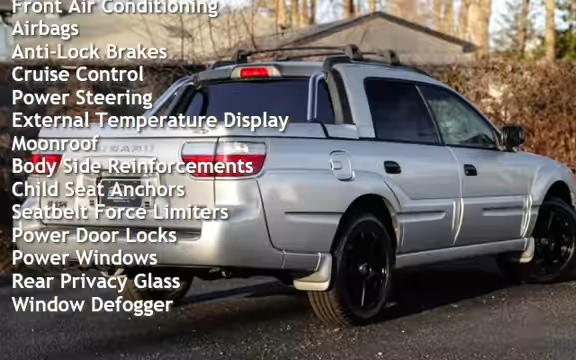 Front Air Conditioning
Airbags
Anti-Lock Brakes
Cruise Control
Power Steering
External Temperature Display
Moonroof
Body Side Reinforcements
Child Seat Anchors
Seatbelt Force Limiters
Power Door Locks
Power Windows
Rear Privacy Glass
Window Defogger